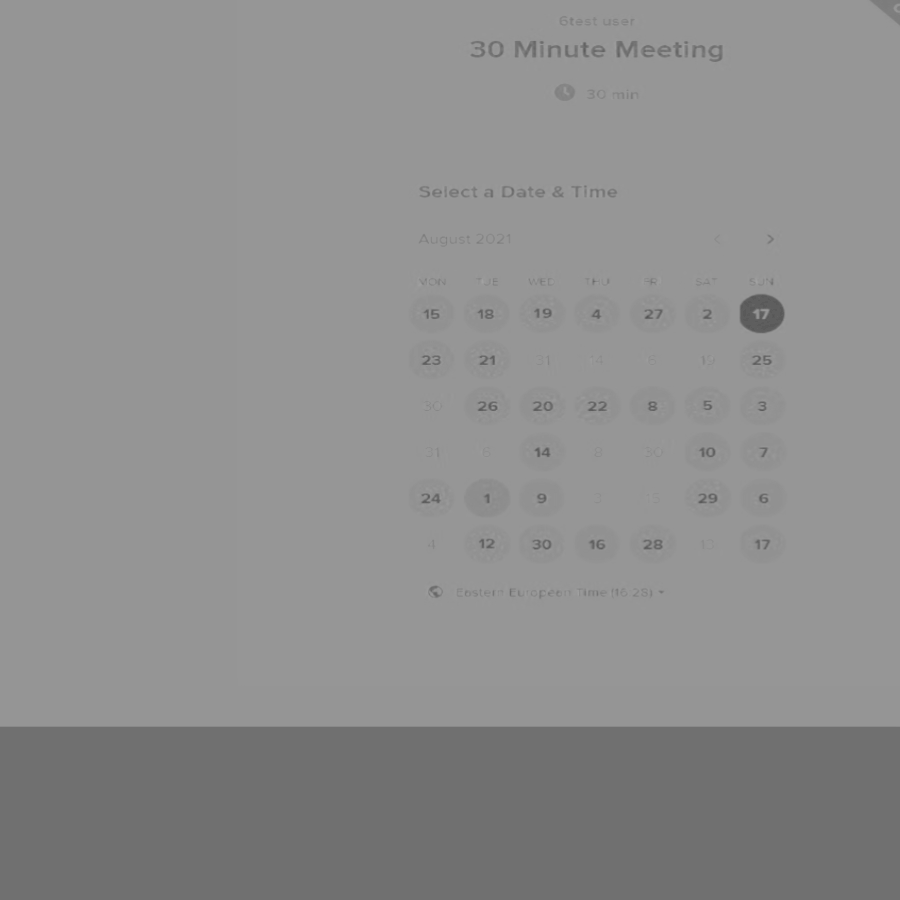 6test user
30 Minute Meeting
30 min
Select a Date & Time
August 2021
MON TUE WED THU FRI SAT SUN
15 18 19 4 27 2 17
23 21 31 14 6 19 25
30 26 20 22 8 5 3
31 6 14 8 30 10 7
24 1 9 3 15 29 6
4 12 30 16 28 17
Eastern European Time (16:28)